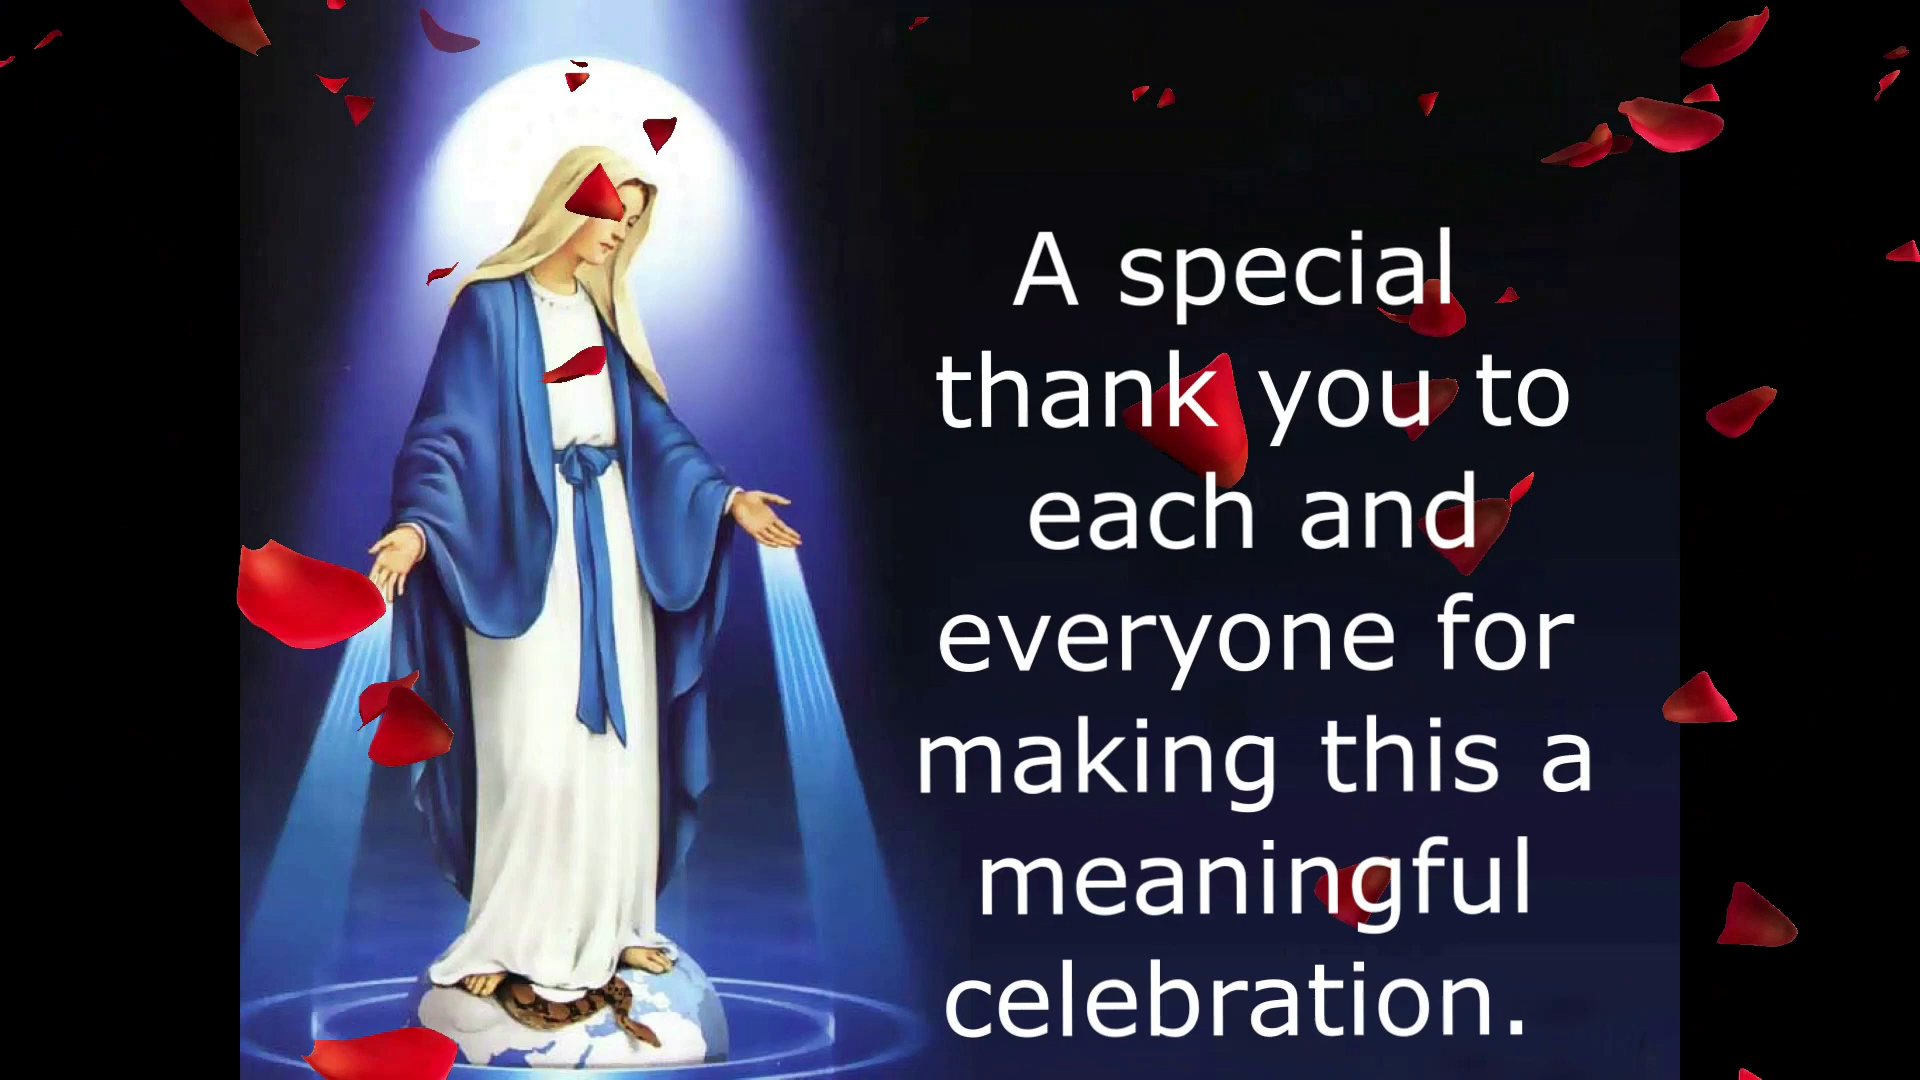 A special
thank you to
each and
everyone for
making this a
meaningful
celebration.